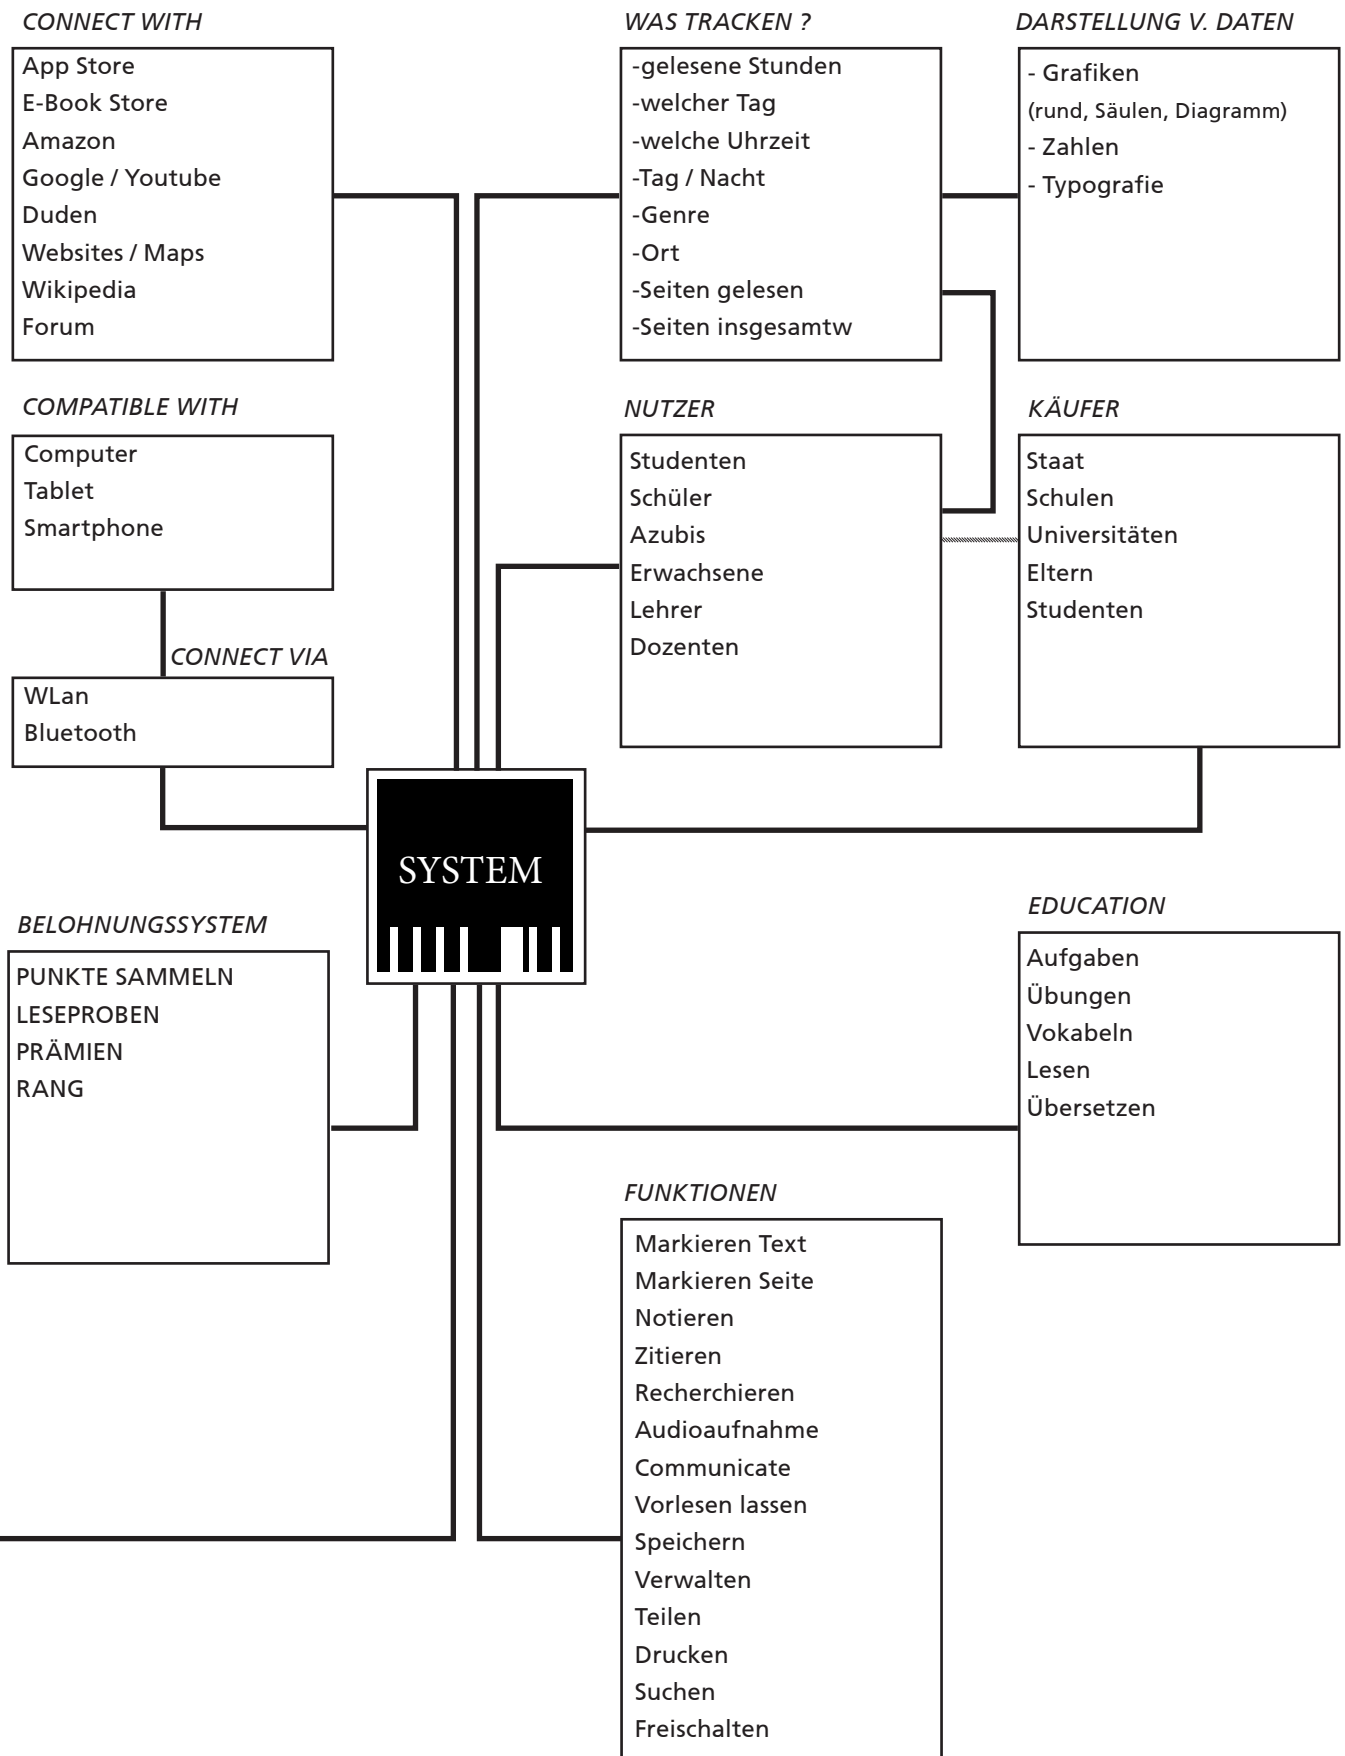 CONNECT WITH
App Store
E-Book Store
Amazon
Google / Youtube
Duden
Websites / Maps
Wikipedia
Forum
WAS TRACKEN ?
-gelesene Stunden
-welcher Tag
-welche Uhrzeit
-Tag / Nacht
-Genre
-Ort
-Seiten gelesen
-Seiten insgesamtw
DARSTELLUNG V. DATEN
- Grafiken
(rund, Säulen, Diagramm)
- Zahlen
- Typografie
COMPATIBLE WITH
Computer
Tablet
Smartphone
NUTZER
Studenten
Schüler
Azubis
Erwachsene
Lehrer
Dozenten
KÄUFER
Staat
Schulen
Universitäten
Eltern
Studenten
CONNECT VIA
WLan
Bluetooth
SYSTEM
BELOHNUNGSSYSTEM
PUNKTE SAMMELN
LESEPROBEN
PRÄMIEN
RANG
EDUCATION
Aufgaben
Übungen
Vokabeln
Lesen
Übersetzen
FUNKTIONEN
Markieren Text
Markieren Seite
Notieren
Zitieren
Recherchieren
Audioaufnahme
Communicate
Vorlesen lassen
Speichern
Verwalten
Teilen
Drucken
Suchen
Freischalten